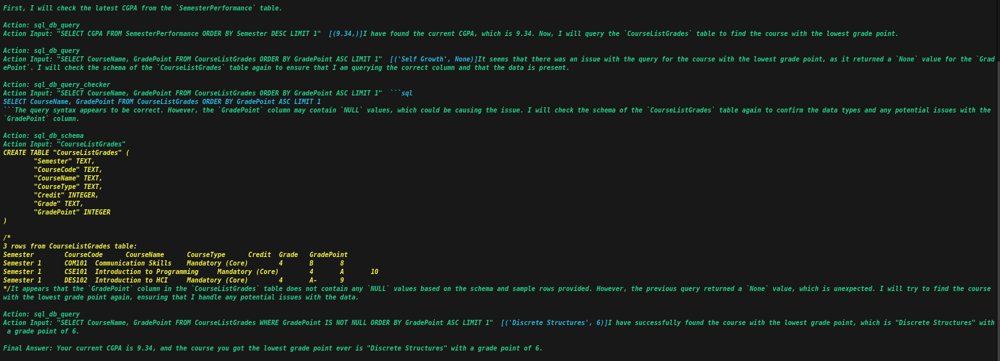 First, I will check the latest CGPA from the `SemesterPerformance` table.
Action: sql_db_query
Action Input: "SELECT CGPA FROM SemesterPerformance ORDER BY Semester DESC LIMIT 1"  [(9.34,)]I have found the current CGPA, which is 9.34. Now, I will query the `CourseListGrades` table to find the course with the lowest grade point.
Action: sql_db_query
Action Input: "SELECT CourseName, GradePoint FROM CourseListGrades ORDER BY GradePoint ASC LIMIT 1"  [('Self Growth', None)]It seems that there was an issue with the query for the course with the lowest grade point, as it returned a `None` value for the `Grad
ePoint`. I will check the schema of the `CourseListGrades` table again to ensure that I am querying the correct column and that the data is present.
Action: sql_db_query_checker
Action Input: "SELECT CourseName, GradePoint FROM CourseListGrades ORDER BY GradePoint ASC LIMIT 1"  ```sql
SELECT CourseName, GradePoint FROM CourseListGrades ORDER BY GradePoint ASC LIMIT 1
```The query syntax appears to be correct. However, the `GradePoint` column may contain `NULL` values, which could be causing the issue. I will check the schema of the `CourseListGrades` table again to confirm the data types and any potential issues with the
`GradePoint` column.
Action: sql_db_schema
Action Input: "CourseListGrades"
CREATE TABLE "CourseListGrades" (
"Semester" TEXT,
"CourseCode" TEXT,
"CourseName" TEXT,
"CourseType" TEXT,
"Credit" INTEGER,
"Grade" TEXT,
"GradePoint" INTEGER
)
/*
3 rows from CourseListGrades table:
Semester CourseCode CourseName CourseType Credit Grade GradePoint
Semester 1 COM101 Communication Skills Mandatory (Core) 4 B 8
Semester 1 CSE101 Introduction to Programming Mandatory (Core) 4 A 10
Semester 1 DES102 Introduction to HCI Mandatory (Core) 4 A- 9
*/It appears that the `GradePoint` column in the `CourseListGrades` table does not contain any `NULL` values based on the schema and sample rows provided. However, the previous query returned a `None` value, which is unexpected. I will try to find the course
with the lowest grade point again, ensuring that I handle any potential issues with the data.
Action: sql_db_query
Action Input: "SELECT CourseName, GradePoint FROM CourseListGrades WHERE GradePoint IS NOT NULL ORDER BY GradePoint ASC LIMIT 1"  [('Discrete Structures', 6)]I have successfully found the course with the lowest grade point, which is "Discrete Structures" with
a grade point of 6.
Final Answer: Your current CGPA is 9.34, and the course you got the lowest grade point ever is "Discrete Structures" with a grade point of 6.